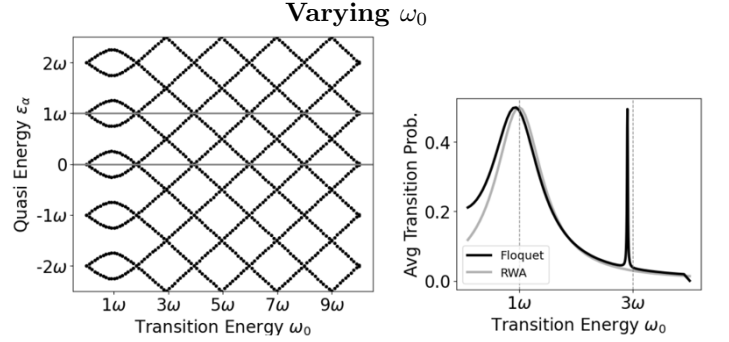 Varying ω₀
Quasi Energy εα
2ω
1ω
0
-1ω
-2ω
1ω 3ω 5ω 7ω 9ω
Transition Energy ω₀
Avg Transition Prob.
0.4
0.2
0.0
Floquet
RWA
1ω 3ω
Transition Energy ω₀